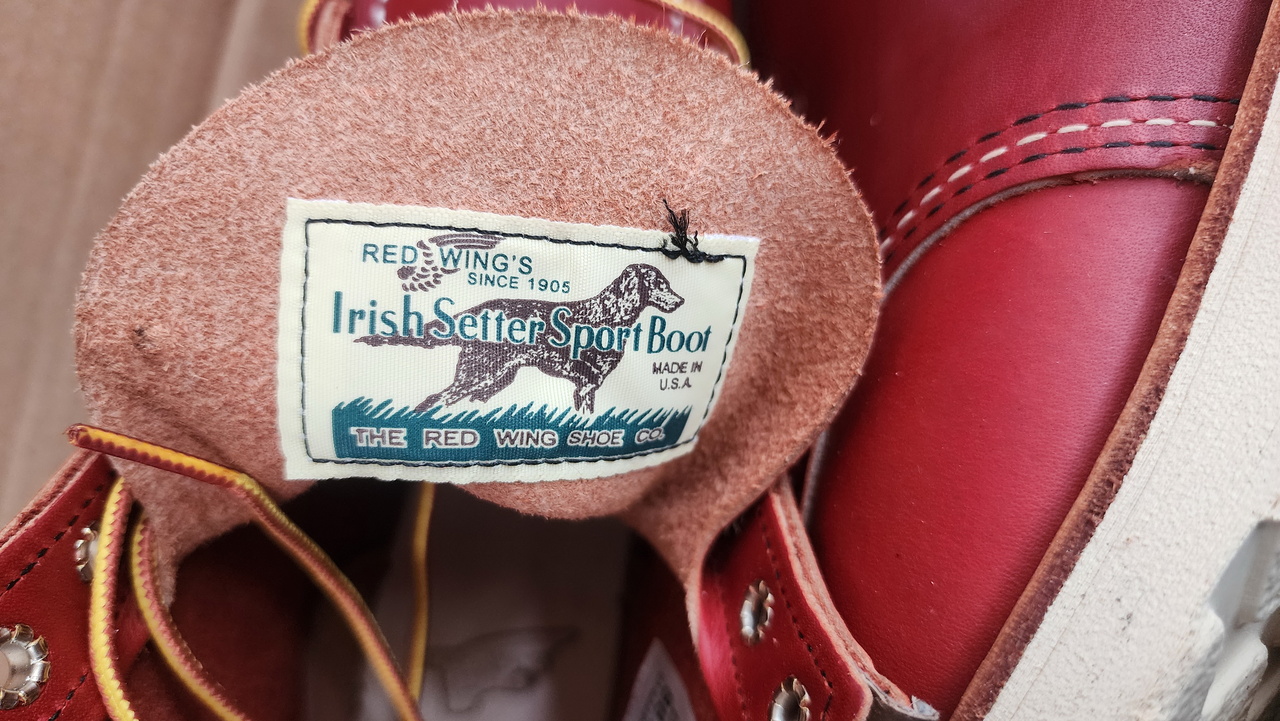 RED WING'S
SINCE 1905
Irish Setter Sport Boot
MADE IN
U.S.A.
THE RED WING SHOE CO.